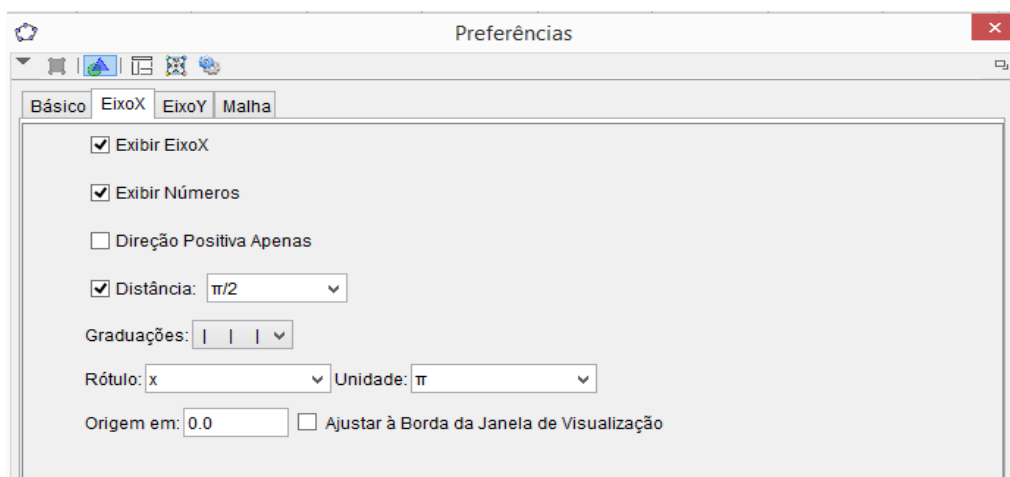 Preferências
Básico EixoX EixoY Malha
Exibir EixoX
Exibir Números
Direção Positiva Apenas
Distância: π/2
Graduações: | | |
Rótulo: x Unidade: π
Origem em: 0.0 Ajustar à Borda da Janela de Visualização